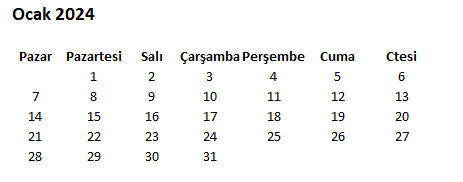 Ocak 2024
Pazar Pazartesi Salı Çarşamba Perşembe Cuma Ctesi
1 2 3 4 5 6
7 8 9 10 11 12 13
14 15 16 17 18 19 20
21 22 23 24 25 26 27
28 29 30 31